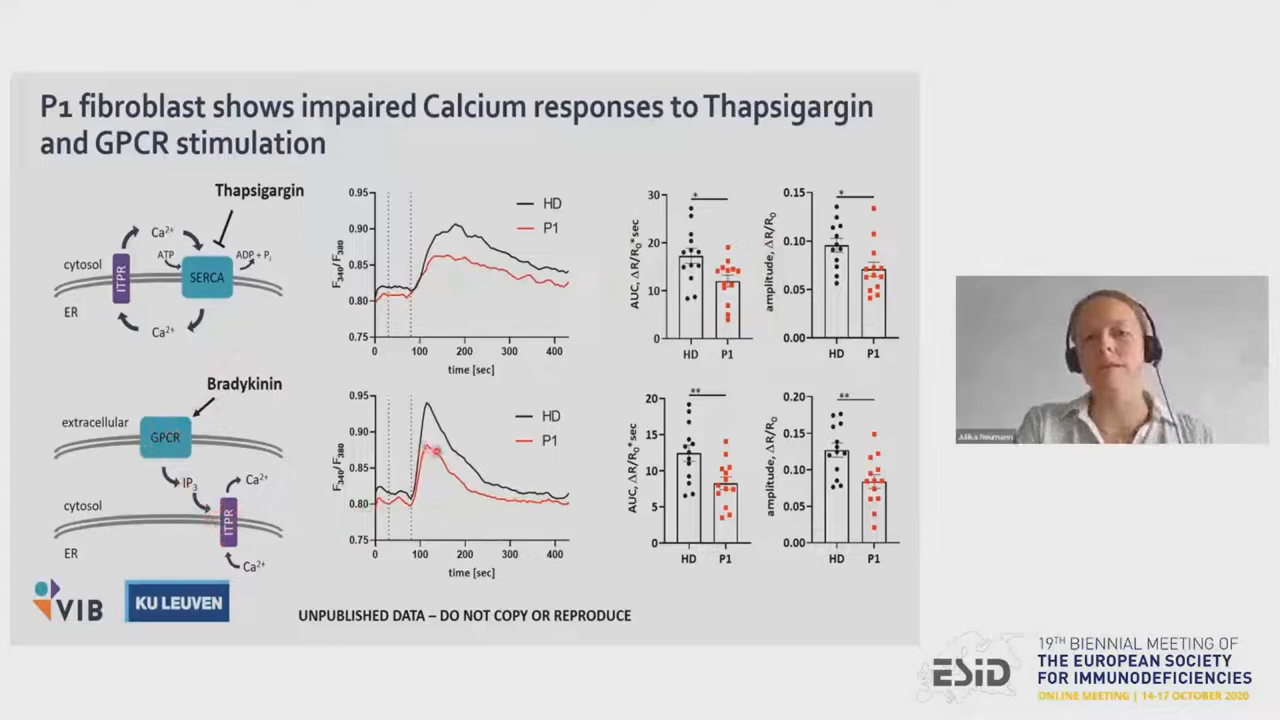 P1 fibroblast shows impaired Calcium responses to Thapsigargin
and GPCR stimulation
Thapsigargin
Ca2+
cytosol
ATP
ADP + Pi
ITPR
SERCA
ER
Ca2+
0.95
0.90
0.85
0.80
0.75
F340/F380
HD
P1
0
100
200
300
400
time [sec]
30
20
10
0
AUC, ΔR/R0*sec
*
HD
P1
0.15
0.10
0.05
0.00
amplitude, ΔR/R0
*
HD
P1
Bradykinin
extracellular
GPCR
IP3
Ca2+
cytosol
ITPR
ER
Ca2+
0.95
0.90
0.85
0.80
0.75
F340/F380
HD
P1
0
100
200
300
400
time [sec]
20
15
10
5
0
AUC, ΔR/R0*sec
**
HD
P1
0.20
0.15
0.10
0.05
0.00
amplitude, ΔR/R0
**
HD
P1
VIB
KU LEUVEN
UNPUBLISHED DATA – DO NOT COPY OR REPRODUCE
Julika Neumann
ESID
19TH BIENNIAL MEETING OF
THE EUROPEAN SOCIETY
FOR IMMUNODEFICIENCIES
ONLINE MEETING | 14-17 OCTOBER 2020